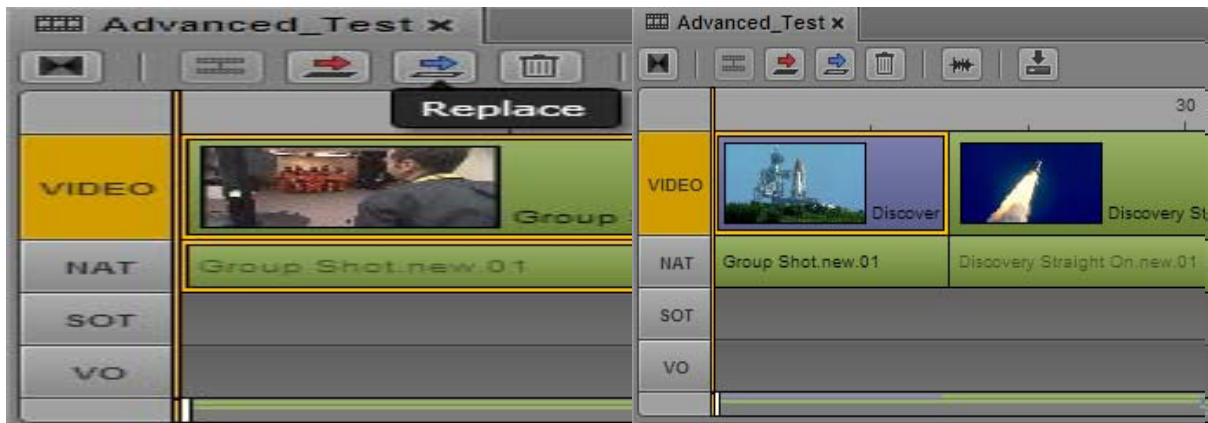 Advanced_Test x
Replace
VIDEO
Group
NAT
Group Shot.new.01
SOT
VO
Advanced_Test x
30
VIDEO
Discover
Discovery St
NAT
Group Shot.new.01
Discovery Straight On.new.01
SOT
VO